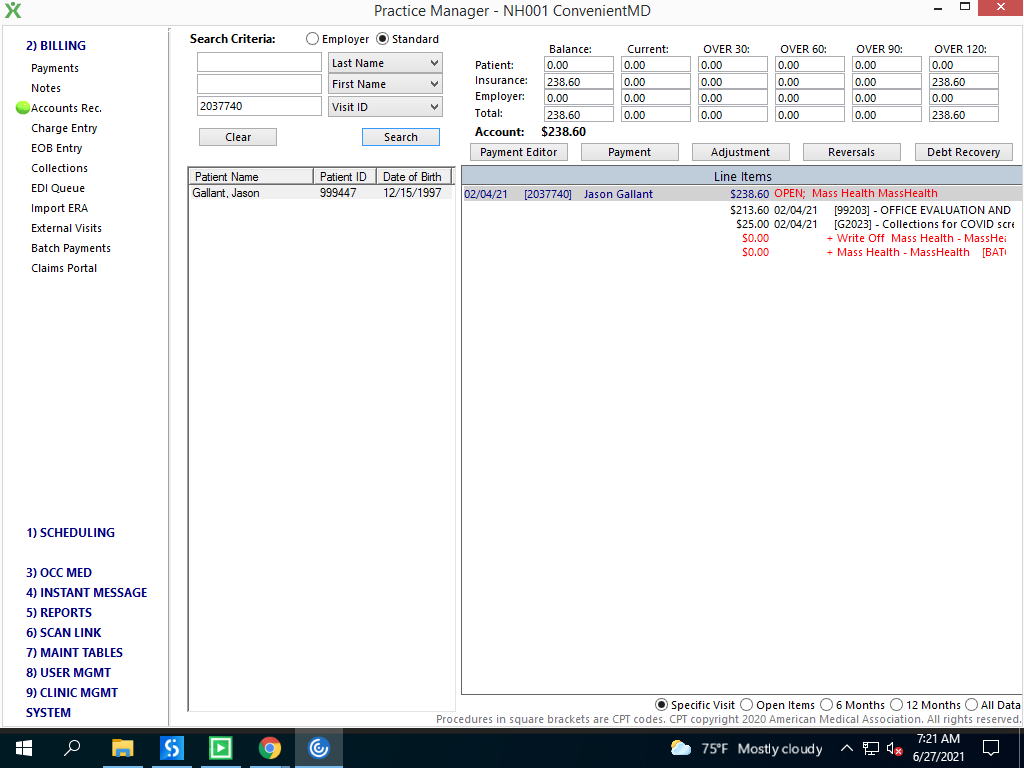 Practice Manager - NH001 ConvenientMD
2) BILLING
Payments
Notes
Accounts Rec.
Charge Entry
EOB Entry
Collections
EDI Queue
Import ERA
External Visits
Batch Payments
Claims Portal
1) SCHEDULING
3) OCC MED
4) INSTANT MESSAGE
5) REPORTS
6) SCAN LINK
7) MAINT TABLES
8) USER MGMT
9) CLINIC MGMT
SYSTEM
Search Criteria: Employer Standard
Last Name
First Name
2037740 Visit ID
Clear Search
Balance: Current: OVER 30: OVER 60: OVER 90: OVER 120:
Patient: 0.00 0.00 0.00 0.00 0.00 0.00
Insurance: 238.60 0.00 0.00 0.00 0.00 238.60
Employer: 0.00 0.00 0.00 0.00 0.00 0.00
Total: 238.60 0.00 0.00 0.00 0.00 238.60
Account: $238.60
Payment Editor Payment Adjustment Reversals Debt Recovery
Patient Name Patient ID Date of Birth
Gallant, Jason 999447 12/15/1997
Line Items
02/04/21 [2037740] Jason Gallant $238.60 OPEN; Mass Health MassHealth
$213.60 02/04/21 [99203] - OFFICE EVALUATION AND
$25.00 02/04/21 [G2023] - Collections for COVID scre
$0.00 + Write Off Mass Health - MassHea
$0.00 + Mass Health - MassHealth [BAT
Specific Visit Open Items 6 Months 12 Months All Data
Procedures in square brackets are CPT codes. CPT copyright 2020 American Medical Association. All rights reserved.
75°F Mostly cloudy
7:21 AM
6/27/2021